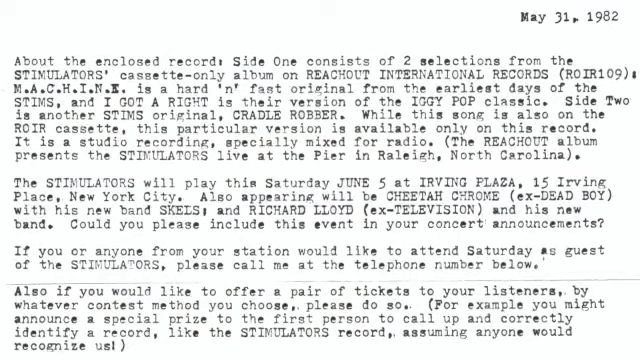 May 31, 1982
About the enclosed record: Side One consists of 2 selections from the
STIMULATORS' cassette-only album on REACHOUT INTERNATIONAL RECORDS (ROIR109):
M.A.C.H.I.N.E. is a hard 'n' fast original from the earliest days of the
STIMS, and I GOT A RIGHT is their version of the IGGY POP classic. Side Two
is another STIMS original, CRADLE ROBBER. While this song is also on the
ROIR cassette, this particular version is available only on this record.
It is a studio recording, specially mixed for radio. (The REACHOUT album
presents the STIMULATORS live at the Pier in Raleigh, North Carolina).
The STIMULATORS will play this Saturday JUNE 5 at IRVING PLAZA, 15 Irving
Place, New York City. Also appearing will be CHEETAH CHROME (ex-DEAD BOY)
with his new band SKELS; and RICHARD LLOYD (ex-TELEVISION) and his new
band. Could you please include this event in your concert announcements?
If you or anyone from your station would like to attend Saturday as guest
of the STIMULATORS, please call me at the telephone number below.
Also if you would like to offer a pair of tickets to your listeners, by
whatever contest method you choose, please do so. (For example you might
announce a special prize to the first person to call up and correctly
identify a record, like the STIMULATORS record, assuming anyone would
recognize us!)